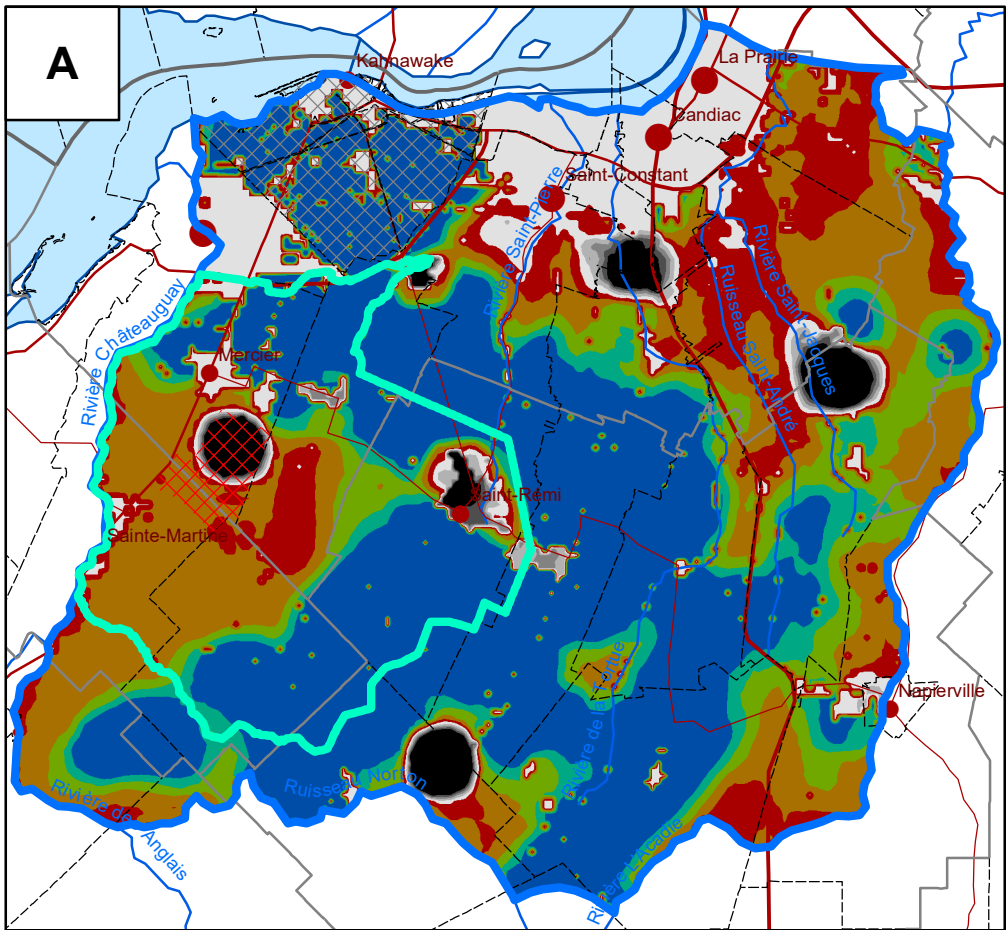 A
Kahnawake
La Prairie
Candiac
Saint-Constant
Rivière Saint-Pierre
Rivière Saint-Jacques
Ruisseau Saint-André
Rivière Châteauguay
Mercier
Saint-Rémi
Sainte-Martine
Rivière de la Tortue
Napierville
Ruisseau Norton
Rivière des Anglais
Rivière L'Acadie